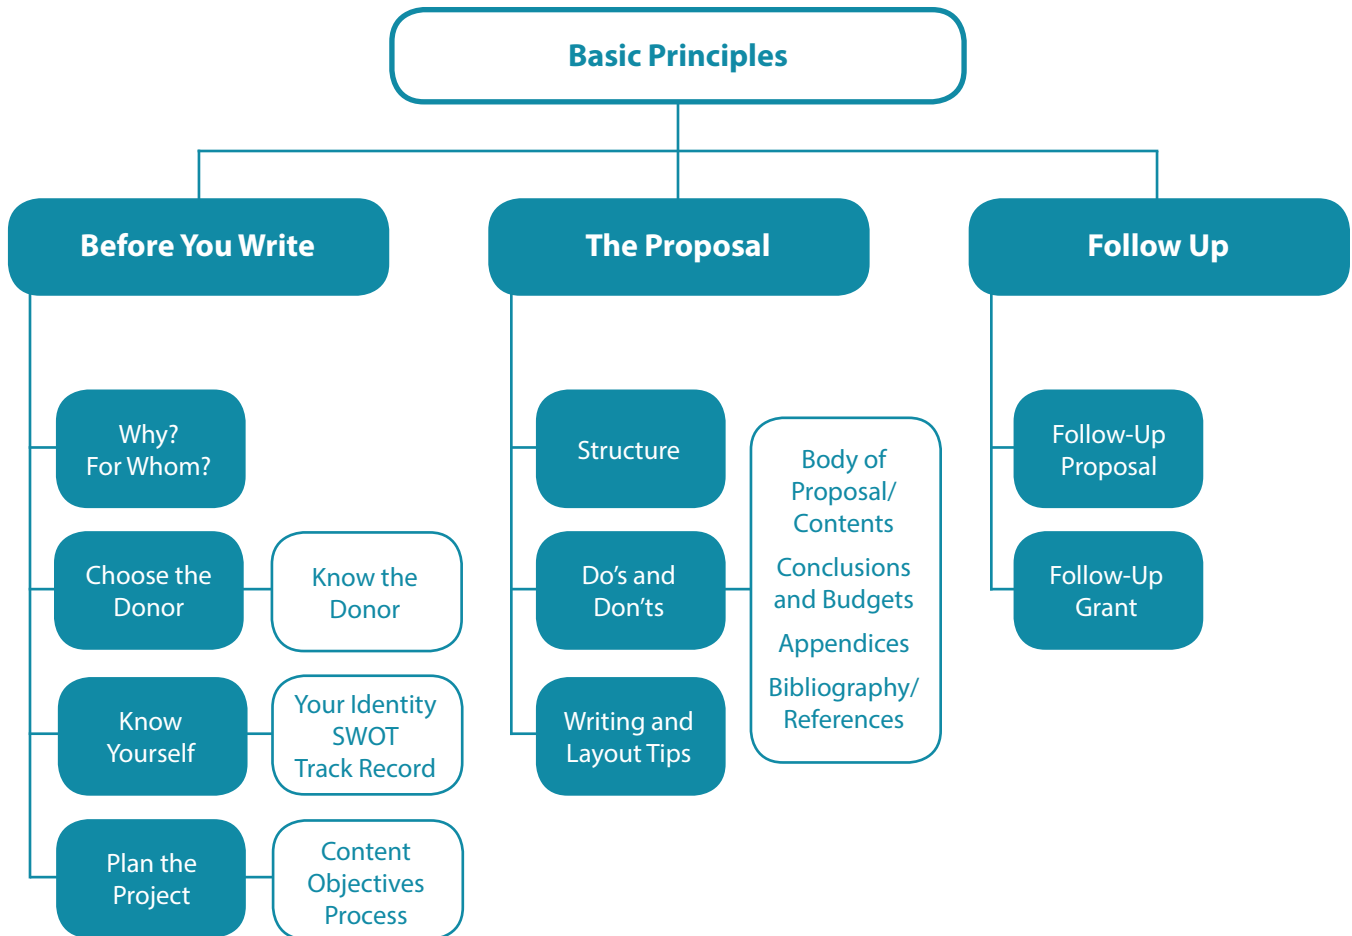 Basic Principles
Before You Write
Why?
For Whom?
Choose the
Donor
Know the
Donor
Know
Yourself
Your Identity
SWOT
Track Record
Plan the
Project
Content
Objectives
Process
The Proposal
Structure
Do’s and
Don’ts
Writing and
Layout Tips
Body of
Proposal/
Contents
Conclusions
and Budgets
Appendices
Bibliography/
References
Follow Up
Follow-Up
Proposal
Follow-Up
Grant